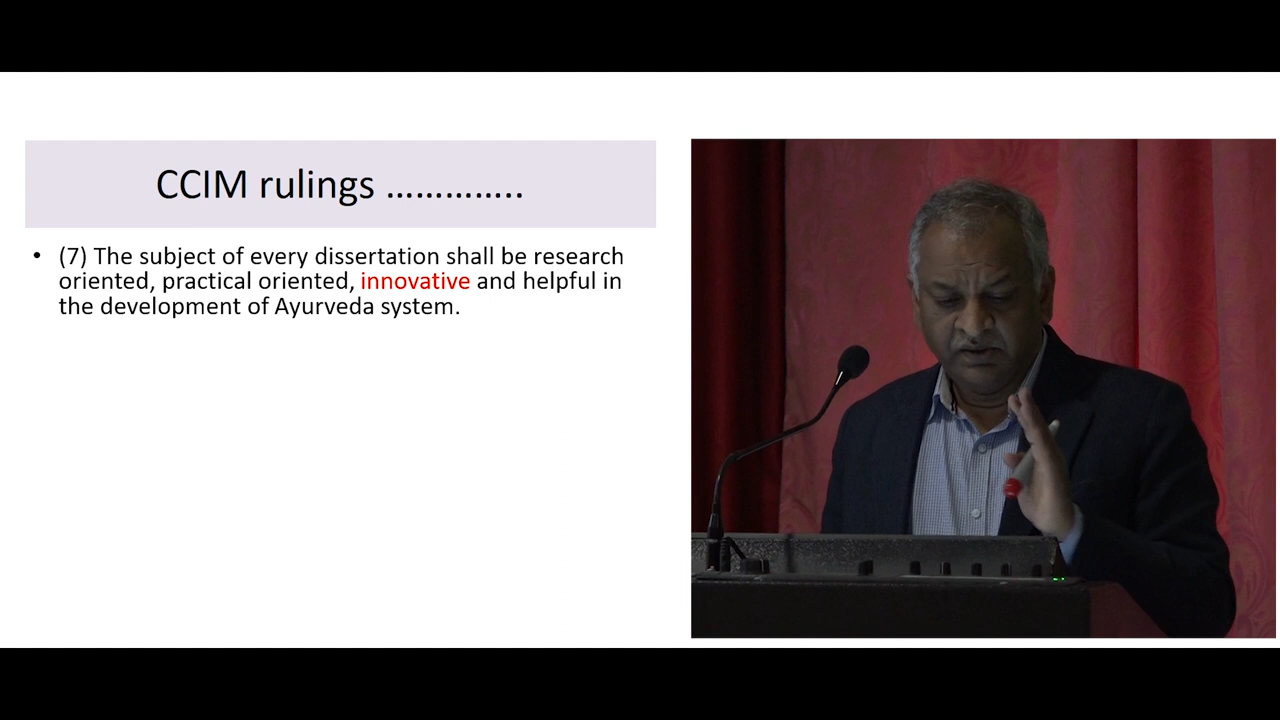 CCIM rulings …………..
• (7) The subject of every dissertation shall be research
oriented, practical oriented, innovative and helpful in
the development of Ayurveda system.